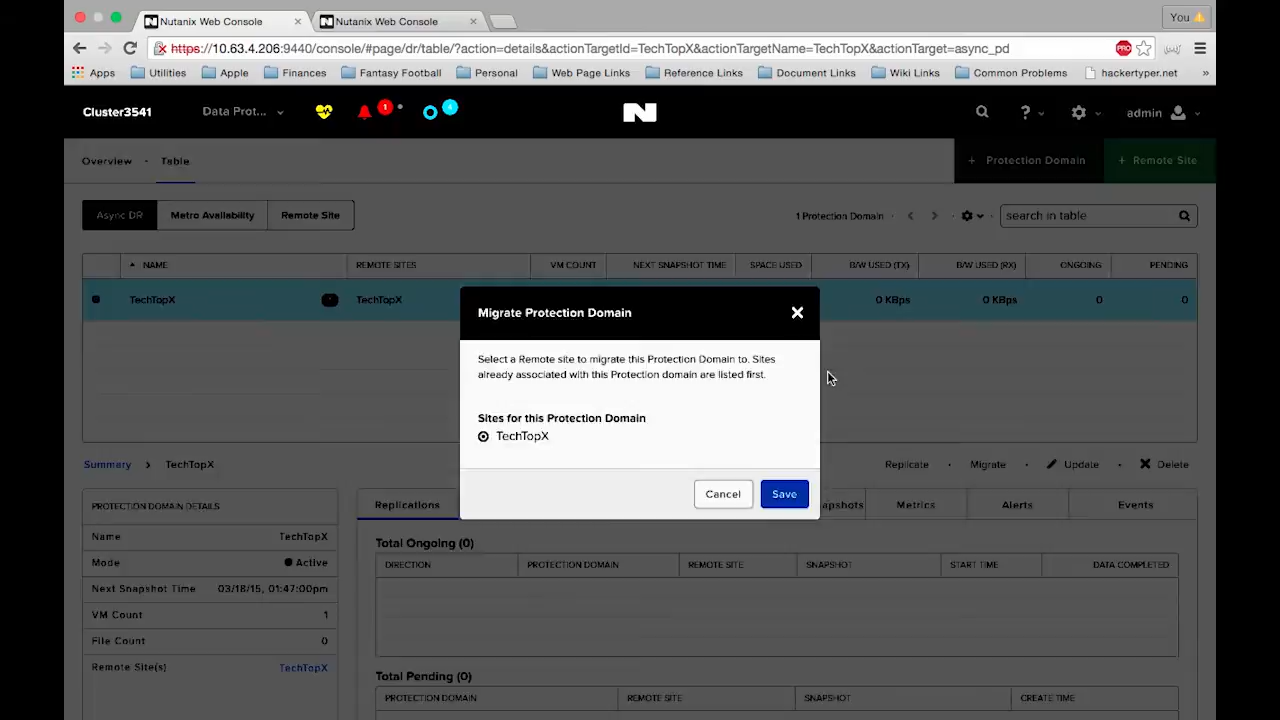 Nutanix Web Console × Nutanix Web Console × You
https://10.63.4.206:9440/console/#page/dr/table/?action=details&actionTargetId=TechTopX&actionTargetName=TechTopX&actionTarget=async_pd PRO
Apps Utilities Apple Finances Fantasy Football Personal Web Page Links Reference Links Document Links Wiki Links Common Problems hackertyper.net »
Cluster3541 Data Prot... 1 ? admin
Overview · Table + Protection Domain + Remote Site
Async DR Metro Availability Remote Site 1 Protection Domain search in table
NAME REMOTE SITES VM COUNT NEXT SNAPSHOT TIME SPACE USED B/W USED (TX) B/W USED (RX) ONGOING PENDING
TechTopX TechTopX 0 KBps 0 KBps 0 0
Migrate Protection Domain
Select a Remote site to migrate this Protection Domain to. Sites
already associated with this Protection domain are listed first.
Sites for this Protection Domain
TechTopX
Cancel Save
Summary > TechTopX Replicate · Migrate · Update · Delete
PROTECTION DOMAIN DETAILS
Name TechTopX
Mode Active
Next Snapshot Time 03/18/15, 01:47:00pm
VM Count 1
File Count 0
Remote Site(s) TechTopX
Replications apshots Metrics Alerts Events
Total Ongoing (0)
DIRECTION PROTECTION DOMAIN REMOTE SITE SNAPSHOT START TIME DATA COMPLETED
Total Pending (0)
PROTECTION DOMAIN REMOTE SITE SNAPSHOT CREATE TIME